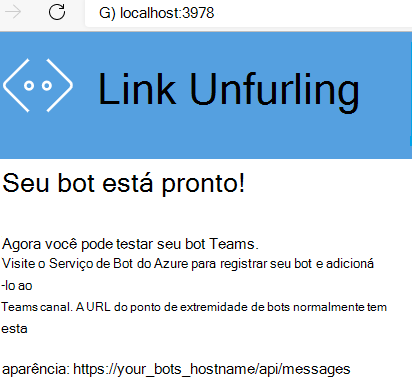 G) localhost:3978
Link Unfurling
Seu bot está pronto!
Agora você pode testar seu bot Teams.
Visite o Serviço de Bot do Azure para registrar seu bot e adicioná
-lo ao
Teams canal. A URL do ponto de extremidade de bots normalmente tem
esta
aparência: https://your_bots_hostname/api/messages